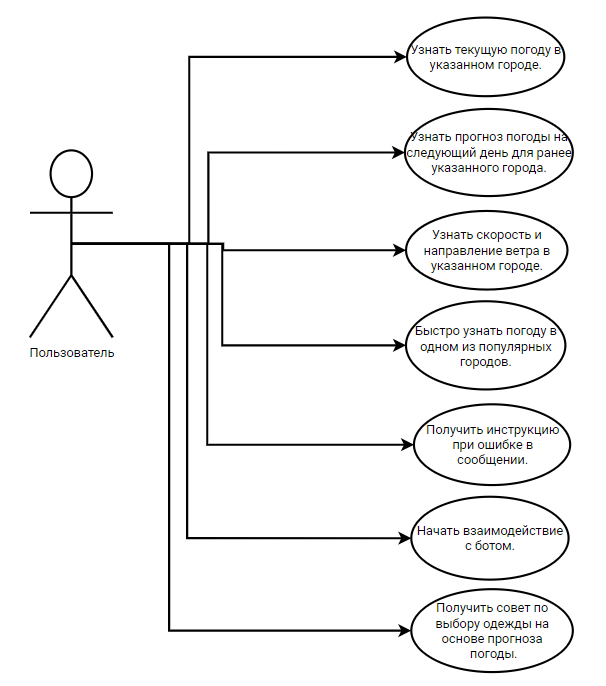 Узнать текущую погоду в
указанном городе.
Узнать прогноз погоды на
следующий день для ранее
указанного города.
Узнать скорость и
направление ветра в
указанном городе.
Пользователь
Быстро узнать погоду в
одном из популярных
городов.
Получить инструкцию
при ошибке в
сообщении.
Начать взаимодействие
с ботом.
Получить совет по
выбору одежды на
основе прогноза
погоды.